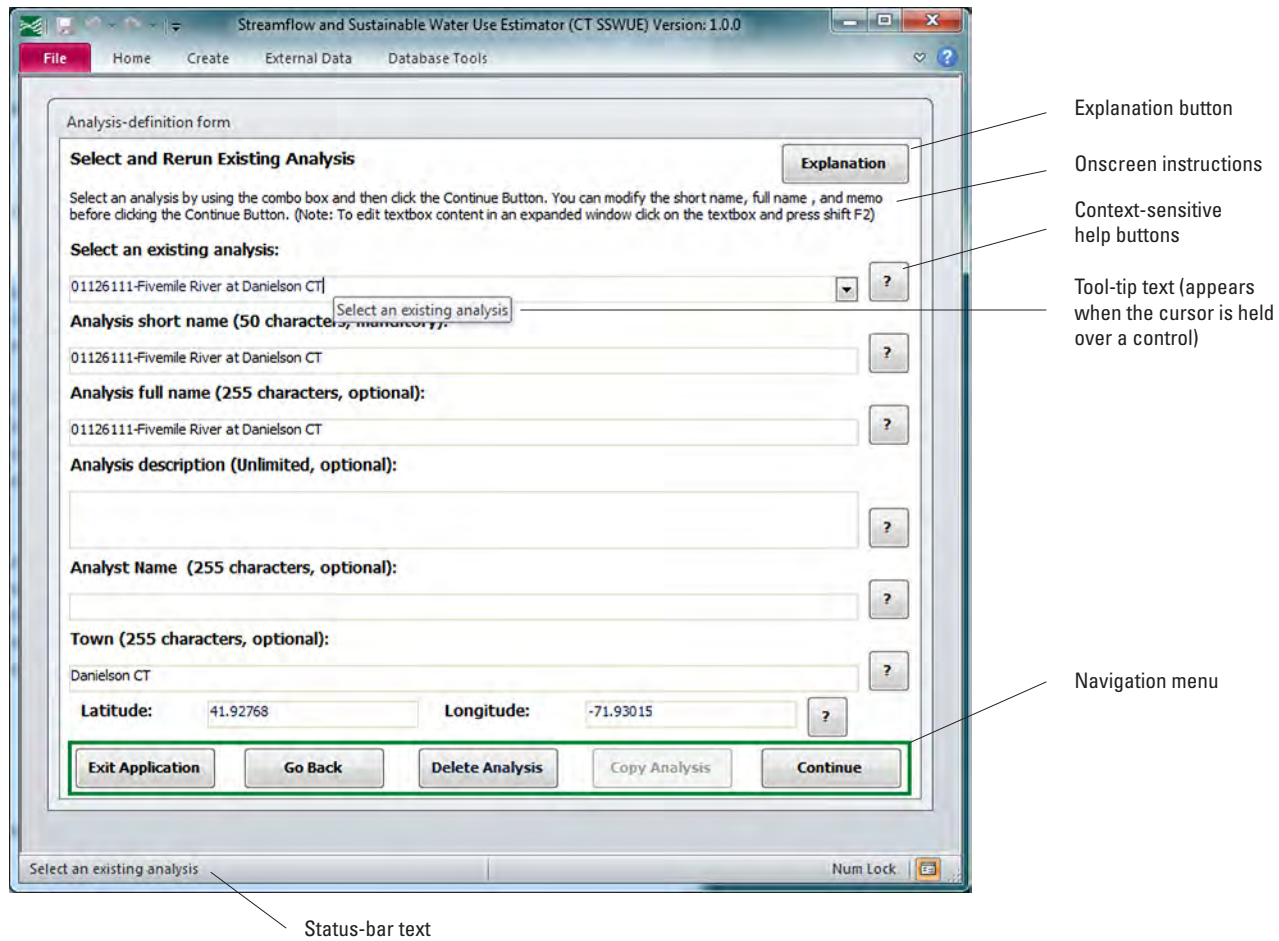 Streamflow and Sustainable Water Use Estimator (CT SSWUE) Version: 1.0.0
File Home Create External Data Database Tools
Analysis-definition form
Select and Rerun Existing Analysis
Explanation
Explanation button
Select an analysis by using the combo box and then click the Continue Button. You can modify the short name, full name , and memo
before clicking the Continue Button. (Note: To edit textbox content in an expanded window click on the textbox and press shift F2)
Onscreen instructions
Select an existing analysis:
01126111-Fivemile River at Danielson CT
?
Context-sensitive
help buttons
Select an existing analysis
Tool-tip text (appears
when the cursor is held
over a control)
Analysis short name (50 characters, manditory):
01126111-Fivemile River at Danielson CT
?
Analysis full name (255 characters, optional):
01126111-Fivemile River at Danielson CT
?
Analysis description (Unlimited, optional):
?
Analyst Name (255 characters, optional):
?
Town (255 characters, optional):
Danielson CT
?
Latitude: 41.92768 Longitude: -71.93015 ?
Navigation menu
Exit Application Go Back Delete Analysis Copy Analysis Continue
Select an existing analysis Num Lock
Status-bar text